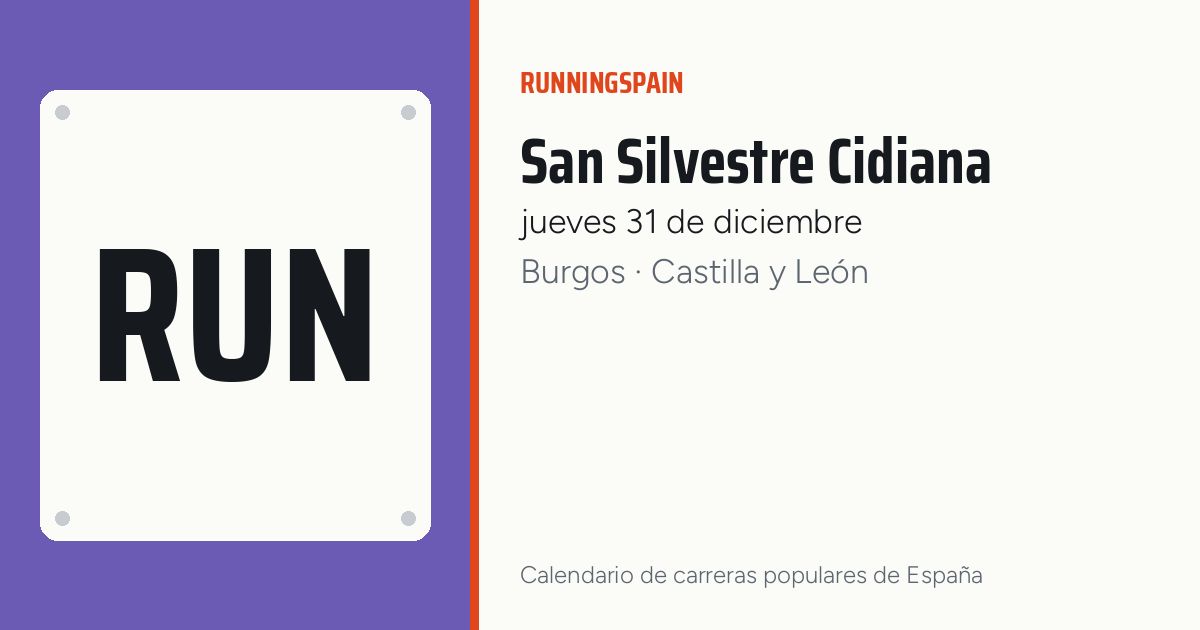 RUN
RUNNINGSPAIN
San Silvestre Cidiana
jueves 31 de diciembre
Burgos · Castilla y León
Calendario de carreras populares de España